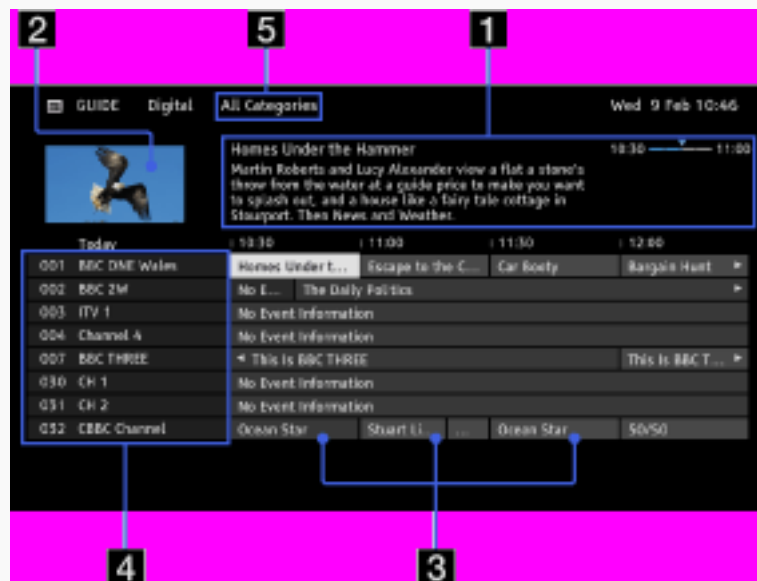 2 5 1
GUIDE Digital All Categories Wed 9 Feb 10:46
Homes Under the Hammer 10:30 11:00
Martin Roberts and Lucy Alexander view a flat a stone's
throw from the water at a guide price to make you want
to splash out, and a house like a fairy tale cottage in
Stourport. Then News and Weather.
Today 10:30 11:00 11:30 12:00
001 BBC ONE Wales Homes Under t... Escape to the C... Car Booty Bargain Hunt
002 BBC 2W No E... The Daily Politics
003 ITV 1 No Event Information
004 Channel 4 No Event Information
007 BBC THREE This Is BBC THREE This Is BBC T...
030 CH 1 No Event Information
031 CH 2 No Event Information
032 CBBC Channel Ocean Star Stuart Li... ... Ocean Star 50/50
4 3